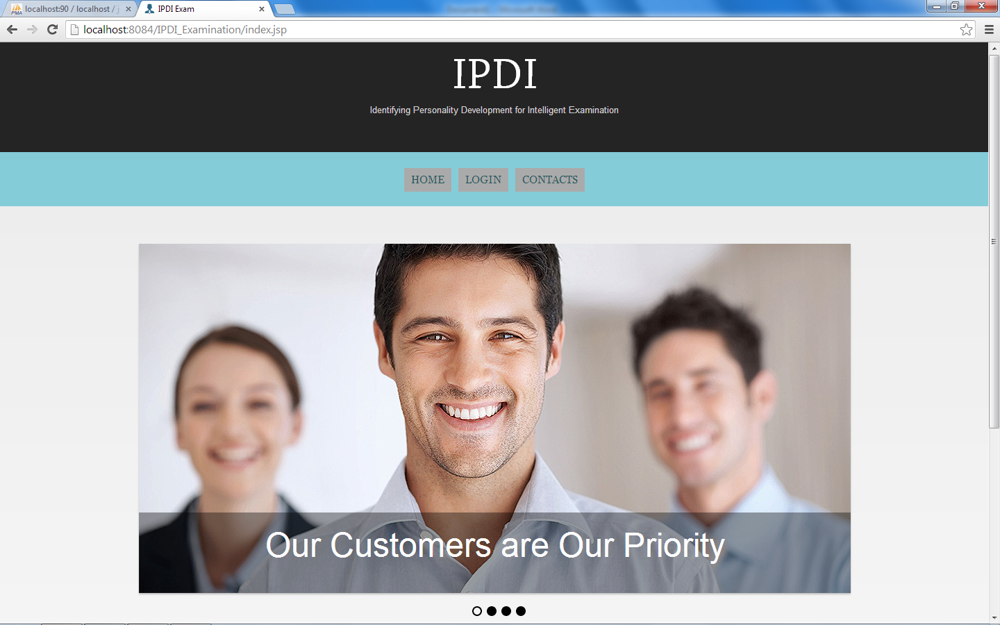 localhost:90 / localhost / j
IPDI Exam
localhost:8084/IPDI_Examination/index.jsp
IPDI
Identifying Personality Development for Intelligent Examination
HOME LOGIN CONTACTS
Our Customers are Our Priority